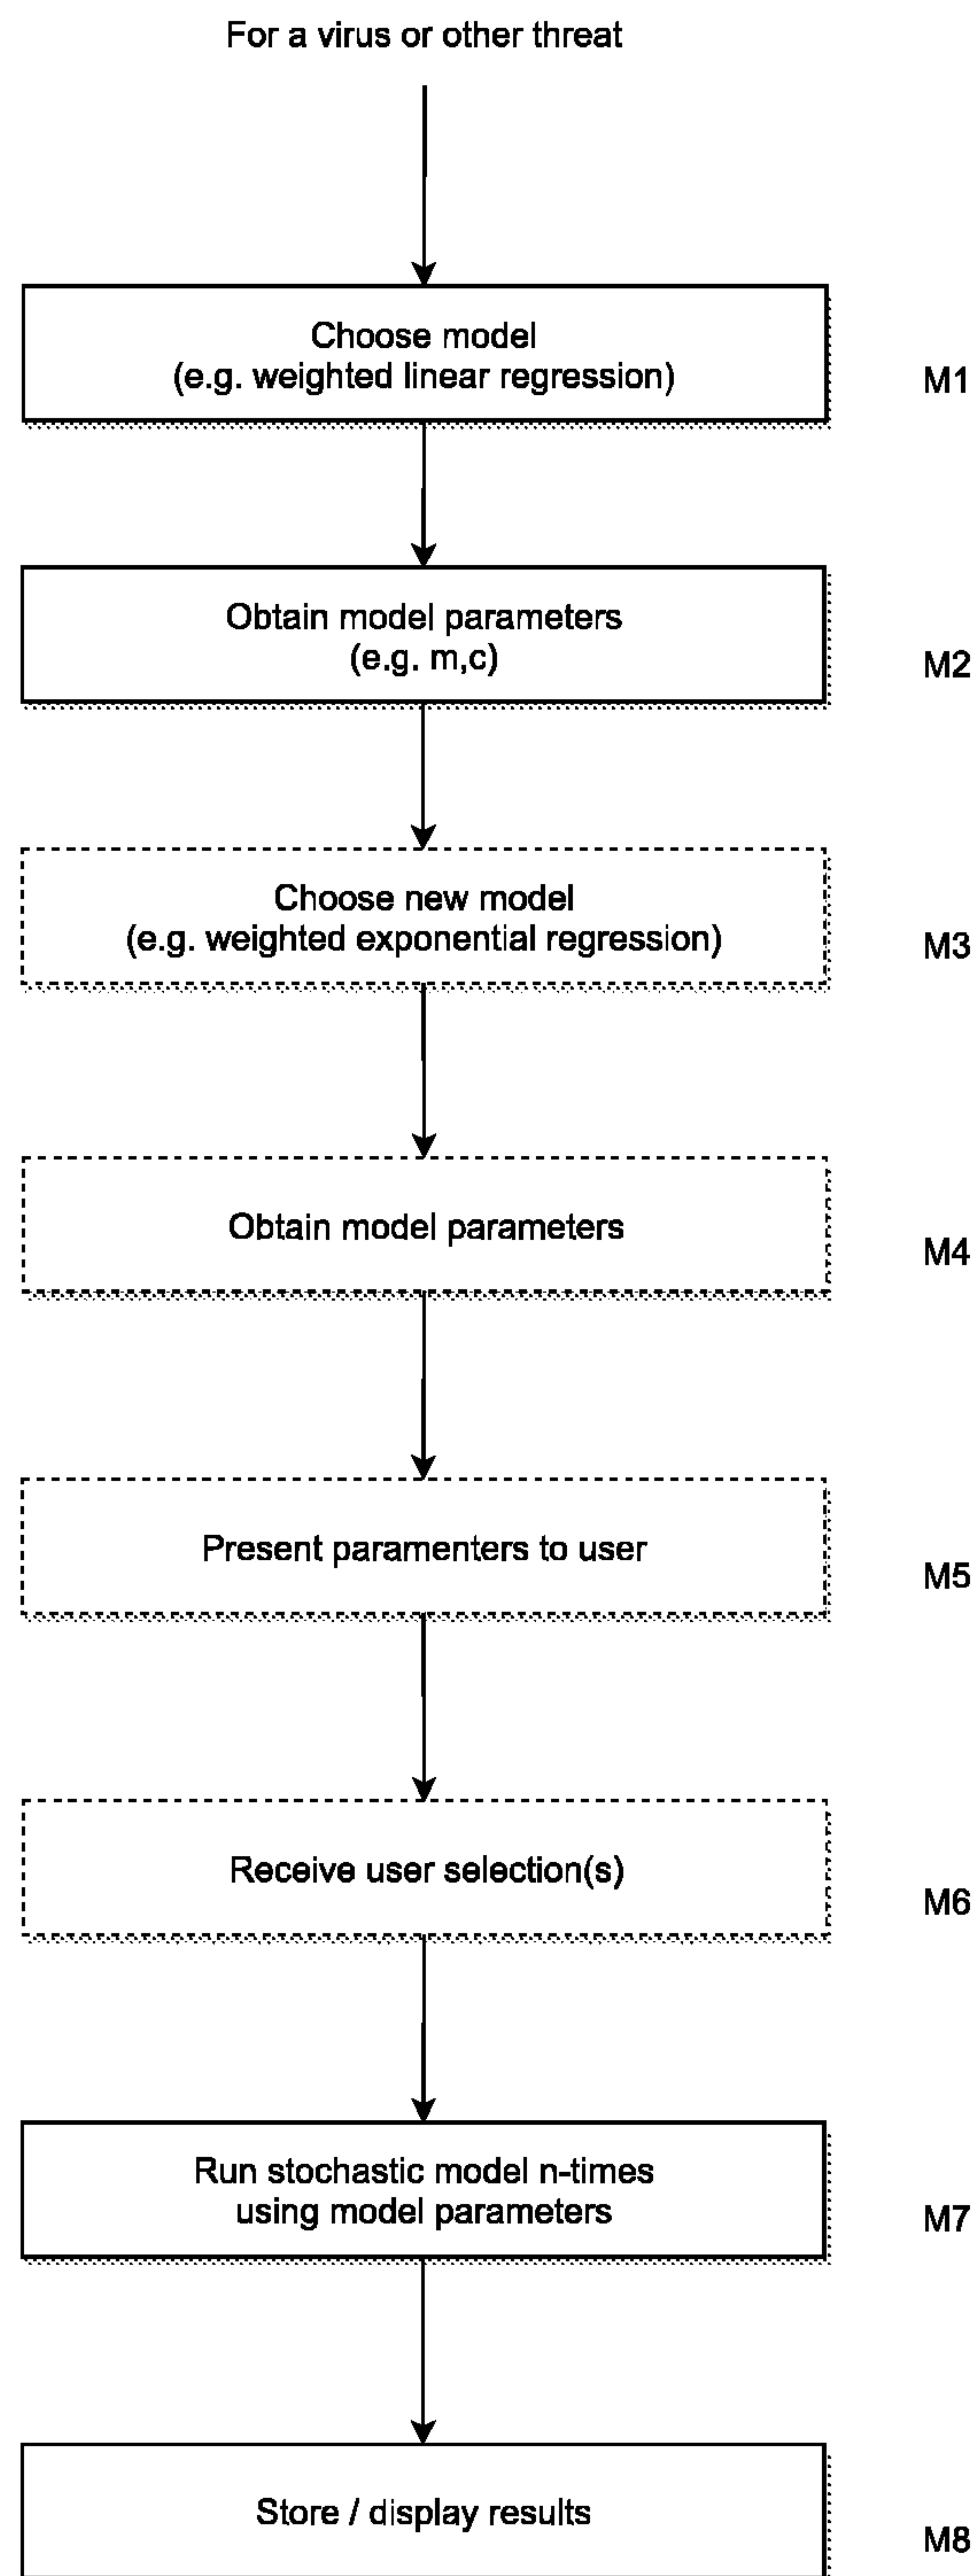 For a virus or other threat
Choose model
(e.g. weighted linear regression)
M1
Obtain model parameters
(e.g. m,c)
M2
Choose new model
(e.g. weighted exponential regression)
M3
Obtain model parameters
M4
Present paramenters to user
M5
Receive user selection(s)
M6
Run stochastic model n-times
using model parameters
M7
Store / display results
M8